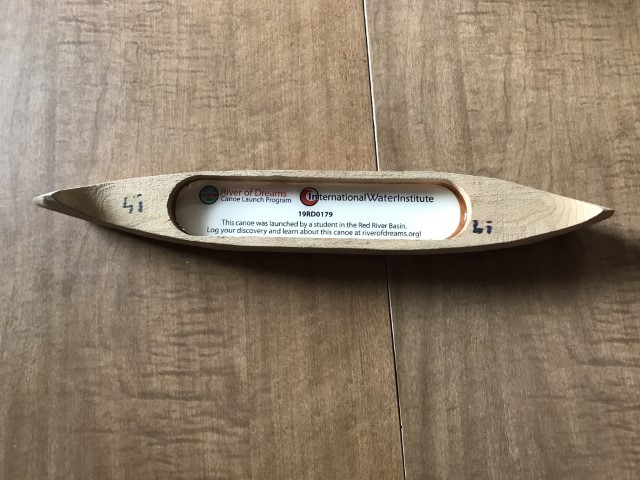 River of Dreams
Canoe Launch Program
InternationalWaterInstitute
19RD0179
This canoe was launched by a student in the Red River Basin.
Log your discovery and learn about this canoe at riverofdreams.org!